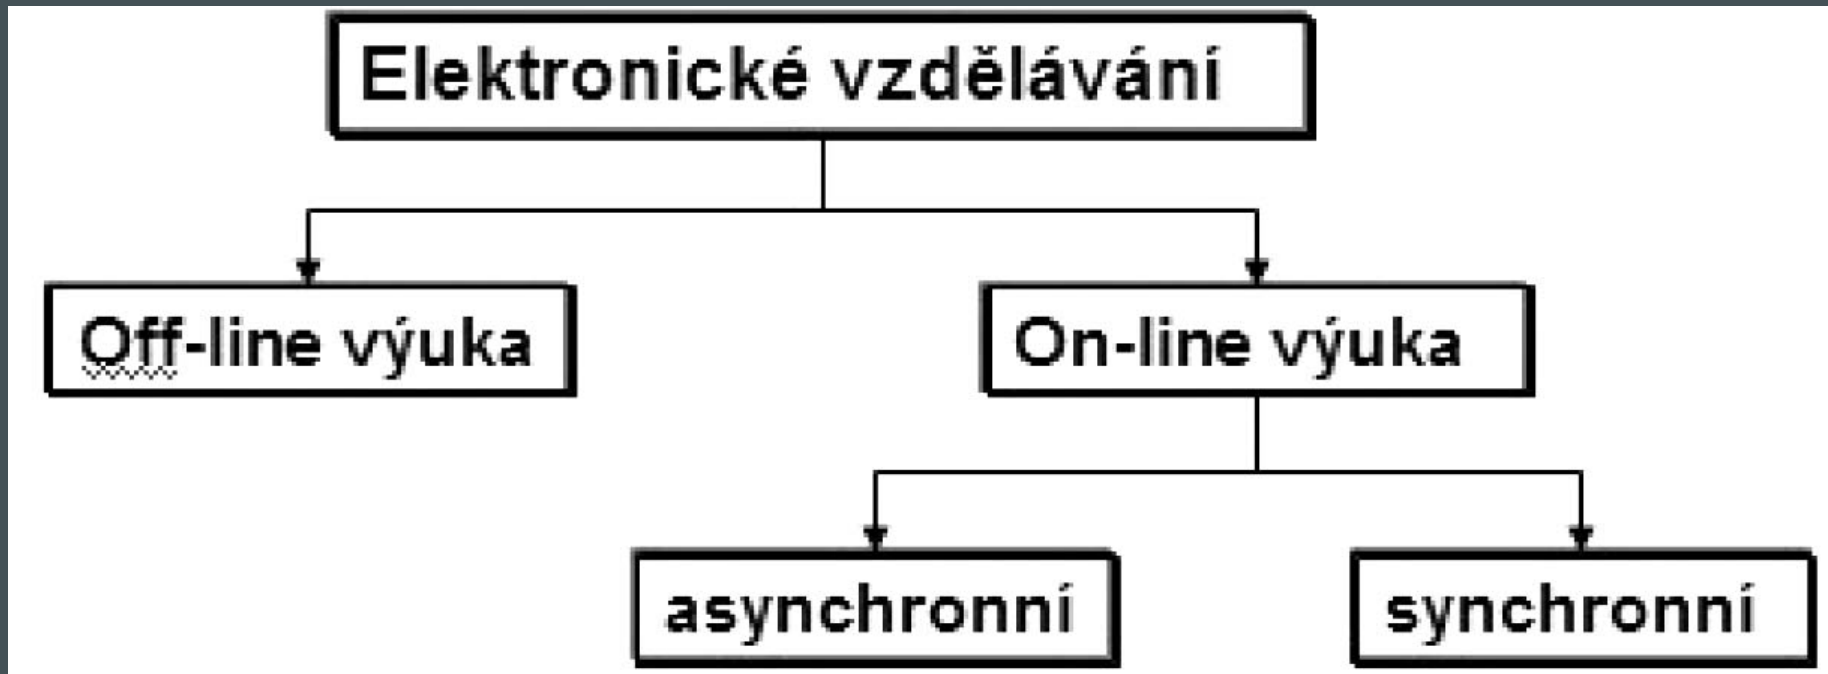 Elektronické vzdělávání
Off-line výuka
On-line výuka
asynchronní
synchronní